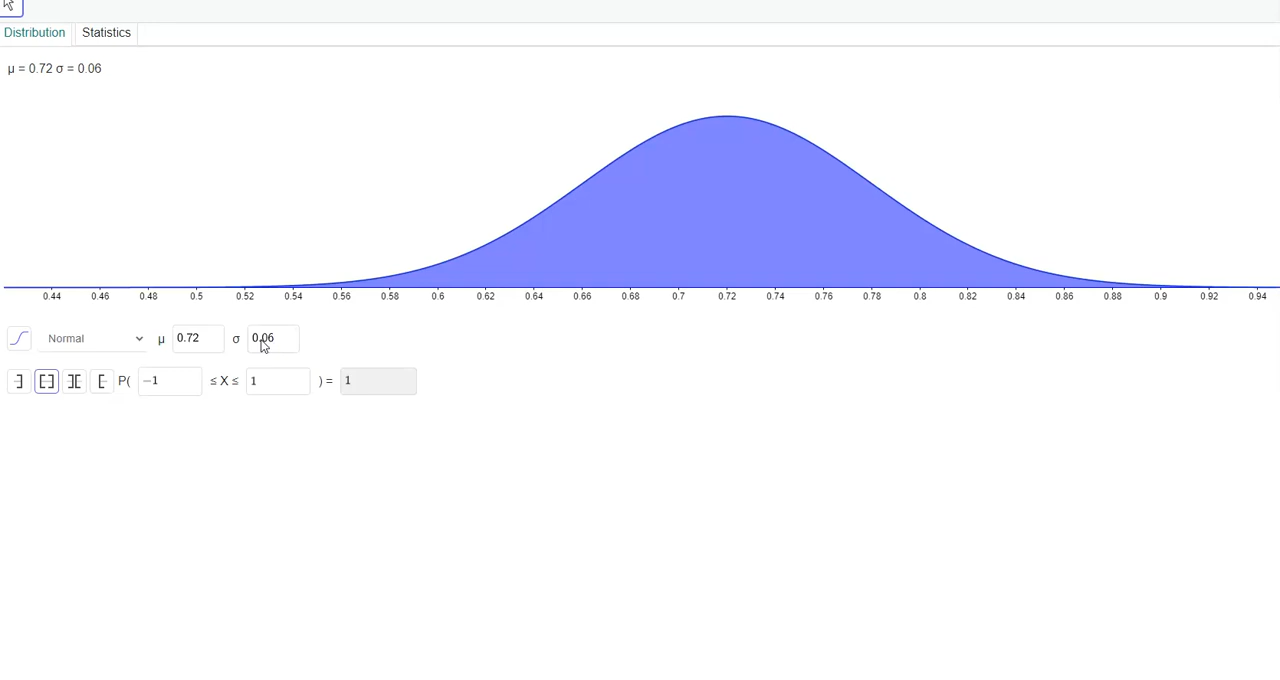 Distribution Statistics
μ = 0.72 σ = 0.06
0.44 0.46 0.48 0.5 0.52 0.54 0.56 0.58 0.6 0.62 0.64 0.66 0.68 0.7 0.72 0.74 0.76 0.78 0.8 0.82 0.84 0.86 0.88 0.9 0.92 0.94
Normal μ 0.72 σ 0.06
P( −1 ≤ X ≤ 1 ) = 1